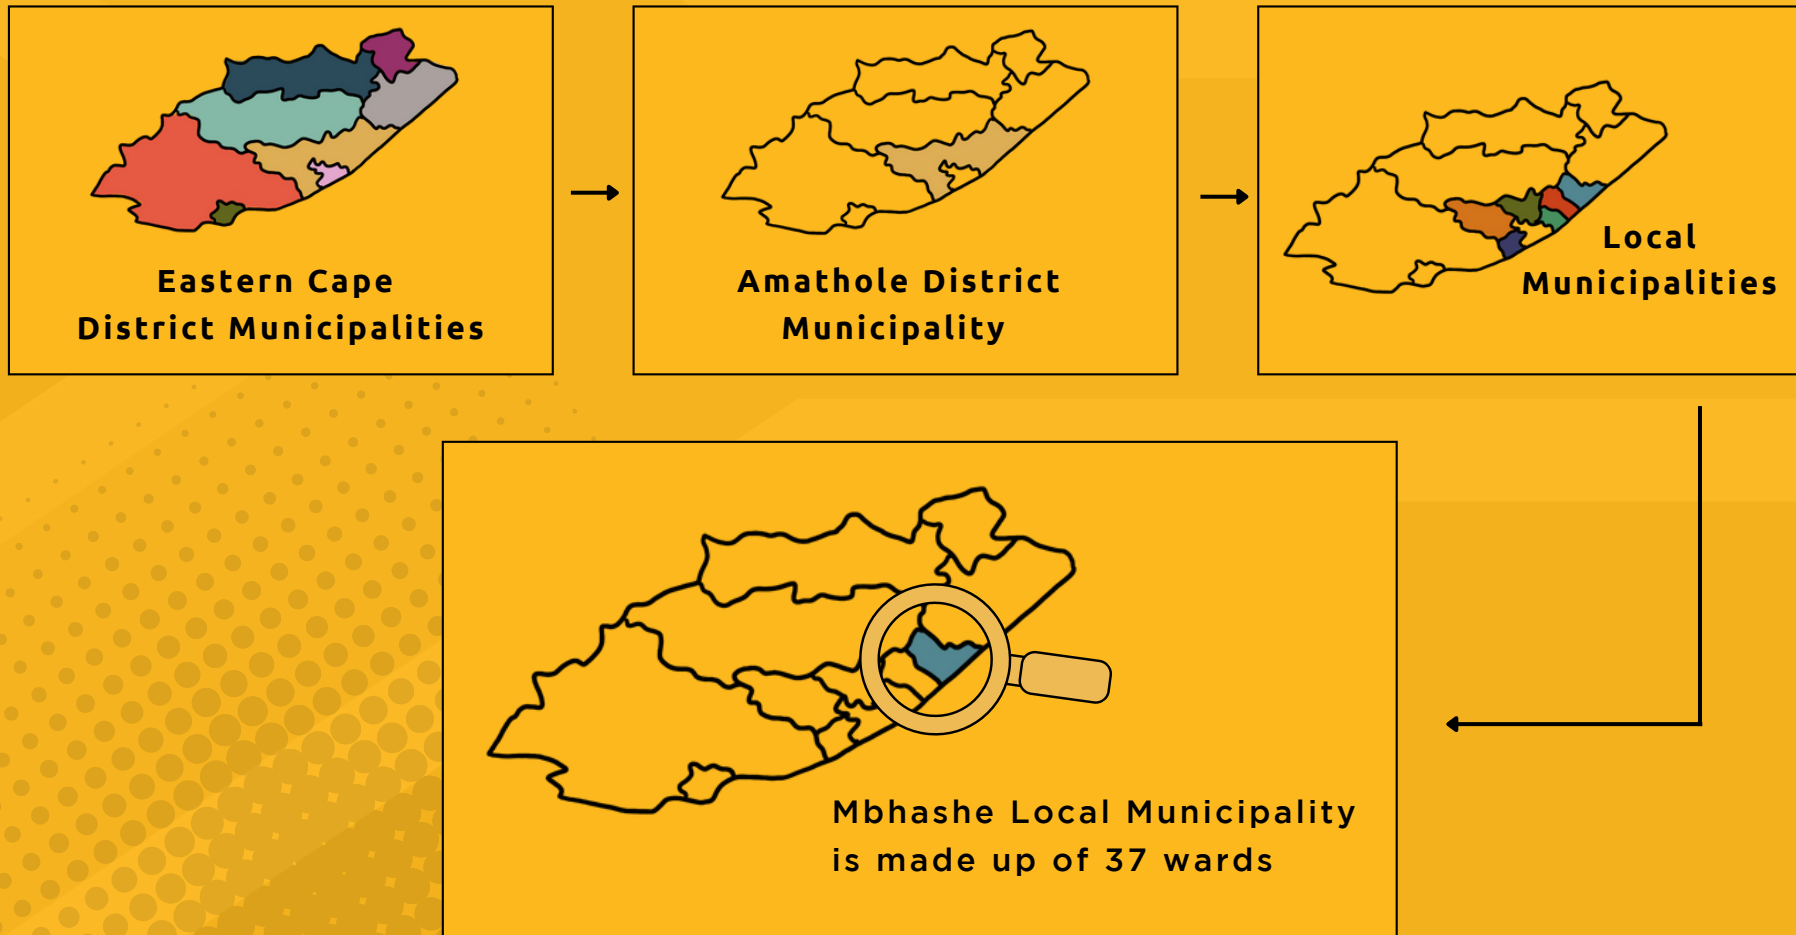 Eastern Cape
District Municipalities
Amathole District
Municipality
Local
Municipalities
Mbhashe Local Municipality
is made up of 37 wards